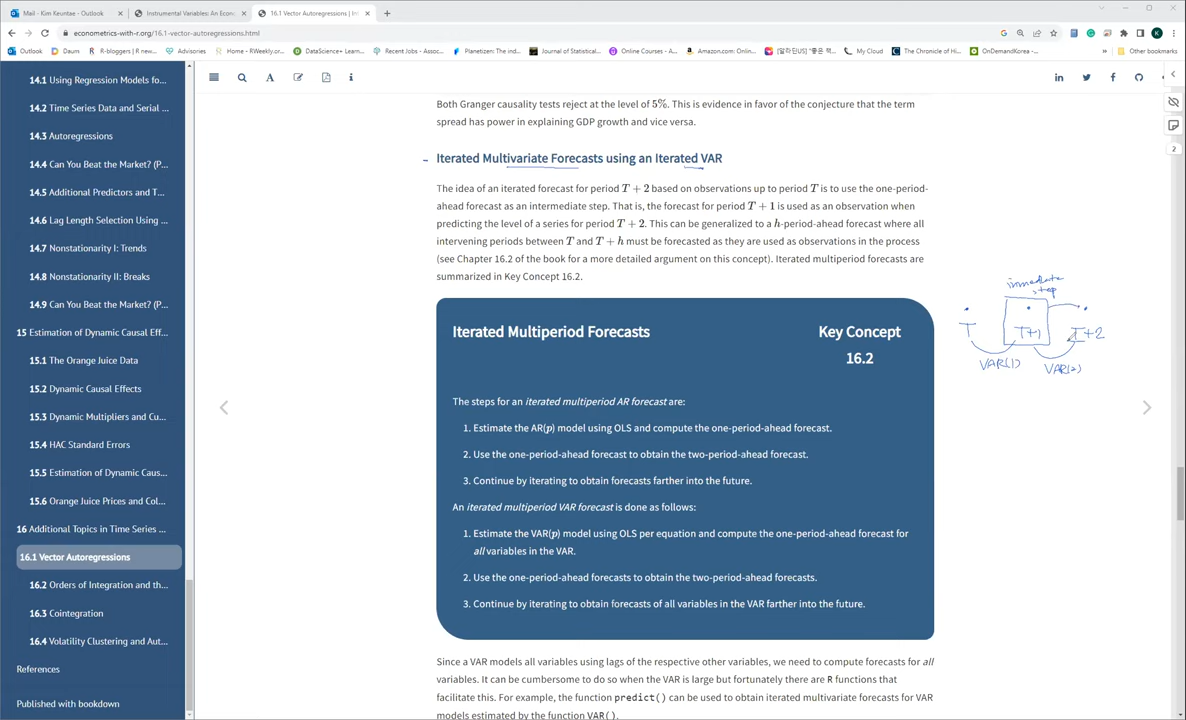 Mail - Kim Keuntae - Outlook
Instrumental Variables: An Econ
16.1 Vector Autoregressions | In
econometrics-with-r.org/16.1-vector-autoregressions.html
Outlook
Daum
R-bloggers | R new...
Advisories
Home - RWeekly.or...
DataScience+ Learn...
Recent Jobs - Assoc...
Planetizen: The ind...
Journal of Statistical...
Online Courses - A...
Amazon.com: Onlin...
[알라딘US] "좋은 책...
My Cloud
The Chronicle of Hi...
OnDemandKorea -...
Other bookmarks
14.1 Using Regression Models fo...
14.2 Time Series Data and Serial ...
14.3 Autoregressions
14.4 Can You Beat the Market? (P...
14.5 Additional Predictors and T...
14.6 Lag Length Selection Using ...
14.7 Nonstationarity I: Trends
14.8 Nonstationarity II: Breaks
14.9 Can You Beat the Market? (P...
15 Estimation of Dynamic Causal Eff...
15.1 The Orange Juice Data
15.2 Dynamic Causal Effects
15.3 Dynamic Multipliers and Cu...
15.4 HAC Standard Errors
15.5 Estimation of Dynamic Caus...
15.6 Orange Juice Prices and Col...
16 Additional Topics in Time Series ...
16.1 Vector Autoregressions
16.2 Orders of Integration and th...
16.3 Cointegration
16.4 Volatility Clustering and Aut...
References
Published with bookdown
Both Granger causality tests reject at the level of 5%. This is evidence in favor of the conjecture that the term
spread has power in explaining GDP growth and vice versa.
Iterated Multivariate Forecasts using an Iterated VAR
The idea of an iterated forecast for period T + 2 based on observations up to period T is to use the one-period-
ahead forecast as an intermediate step. That is, the forecast for period T + 1 is used as an observation when
predicting the level of a series for period T + 2. This can be generalized to a h-period-ahead forecast where all
intervening periods between T and T + h must be forecasted as they are used as observations in the process
(see Chapter 16.2 of the book for a more detailed argument on this concept). Iterated multiperiod forecasts are
summarized in Key Concept 16.2.
Iterated Multiperiod Forecasts
Key Concept
16.2
The steps for an iterated multiperiod AR forecast are:
1. Estimate the AR(p) model using OLS and compute the one-period-ahead forecast.
2. Use the one-period-ahead forecast to obtain the two-period-ahead forecast.
3. Continue by iterating to obtain forecasts farther into the future.
An iterated multiperiod VAR forecast is done as follows:
1. Estimate the VAR(p) model using OLS per equation and compute the one-period-ahead forecast for
all variables in the VAR.
2. Use the one-period-ahead forecasts to obtain the two-period-ahead forecasts.
3. Continue by iterating to obtain forecasts of all variables in the VAR farther into the future.
Since a VAR models all variables using lags of the respective other variables, we need to compute forecasts for all
variables. It can be cumbersome to do so when the VAR is large but fortunately there are R functions that
facilitate this. For example, the function predict() can be used to obtain iterated multivariate forecasts for VAR
models estimated by the function VAR().
step
T
T+1
T+2
VAR(1)
VAR(2)
2